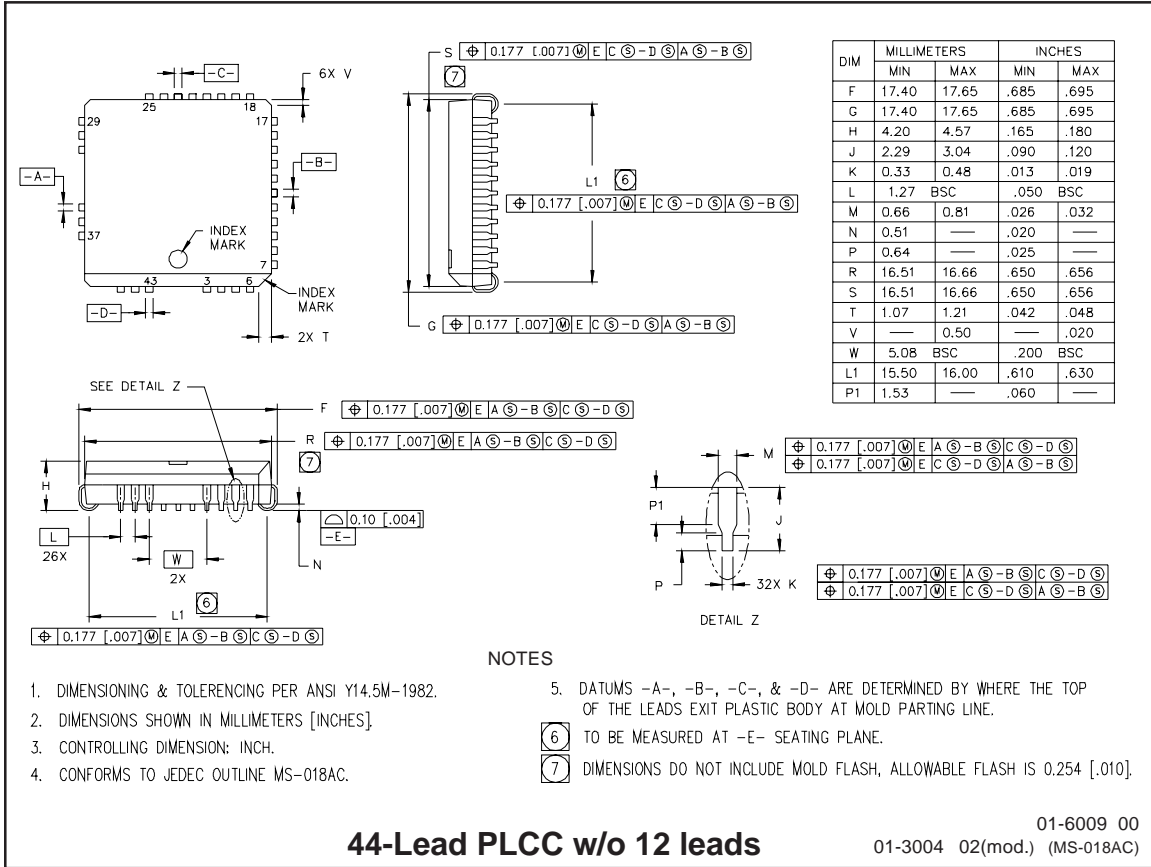 S ⌖ 0.177 [.007] Ⓜ E C Ⓢ -D Ⓢ A Ⓢ -B Ⓢ
7
-C-
6X V
25 18
29 17
-B-
-A-
37
INDEX
MARK
7
43 3 6
INDEX
MARK
-D-
2X T
L1 6
⌖ 0.177 [.007] Ⓜ E C Ⓢ -D Ⓢ A Ⓢ -B Ⓢ
G ⌖ 0.177 [.007] Ⓜ E C Ⓢ -D Ⓢ A Ⓢ -B Ⓢ
DIM MILLIMETERS INCHES
MIN MAX MIN MAX
F 17.40 17.65 .685 .695
G 17.40 17.65 .685 .695
H 4.20 4.57 .165 .180
J 2.29 3.04 .090 .120
K 0.33 0.48 .013 .019
L 1.27 BSC .050 BSC
M 0.66 0.81 .026 .032
N 0.51 — .020 —
P 0.64 — .025 —
R 16.51 16.66 .650 .656
S 16.51 16.66 .650 .656
T 1.07 1.21 .042 .048
V — 0.50 — .020
W 5.08 BSC .200 BSC
L1 15.50 16.00 .610 .630
P1 1.53 — .060 —
SEE DETAIL Z
F ⌖ 0.177 [.007] Ⓜ E A Ⓢ -B Ⓢ C Ⓢ -D Ⓢ
R ⌖ 0.177 [.007] Ⓜ E A Ⓢ -B Ⓢ C Ⓢ -D Ⓢ
7
H
⌓ 0.10 [.004]
-E-
L
26X
W
2X
N
L1 6
⌖ 0.177 [.007] Ⓜ E A Ⓢ -B Ⓢ C Ⓢ -D Ⓢ
M ⌖ 0.177 [.007] Ⓜ E A Ⓢ -B Ⓢ C Ⓢ -D Ⓢ
⌖ 0.177 [.007] Ⓜ E C Ⓢ -D Ⓢ A Ⓢ -B Ⓢ
P1
J
P
32X K
⌖ 0.177 [.007] Ⓜ E A Ⓢ -B Ⓢ C Ⓢ -D Ⓢ
⌖ 0.177 [.007] Ⓜ E C Ⓢ -D Ⓢ A Ⓢ -B Ⓢ
DETAIL Z
NOTES
1. DIMENSIONING & TOLERENCING PER ANSI Y14.5M-1982.
2. DIMENSIONS SHOWN IN MILLIMETERS [INCHES].
3. CONTROLLING DIMENSION: INCH.
4. CONFORMS TO JEDEC OUTLINE MS-018AC.
5. DATUMS -A-, -B-, -C-, & -D- ARE DETERMINED BY WHERE THE TOP
OF THE LEADS EXIT PLASTIC BODY AT MOLD PARTING LINE.
6 TO BE MEASURED AT -E- SEATING PLANE.
7 DIMENSIONS DO NOT INCLUDE MOLD FLASH, ALLOWABLE FLASH IS 0.254 [.010].
44-Lead PLCC w/o 12 leads
01-6009 00
01-3004 02(mod.) (MS-018AC)